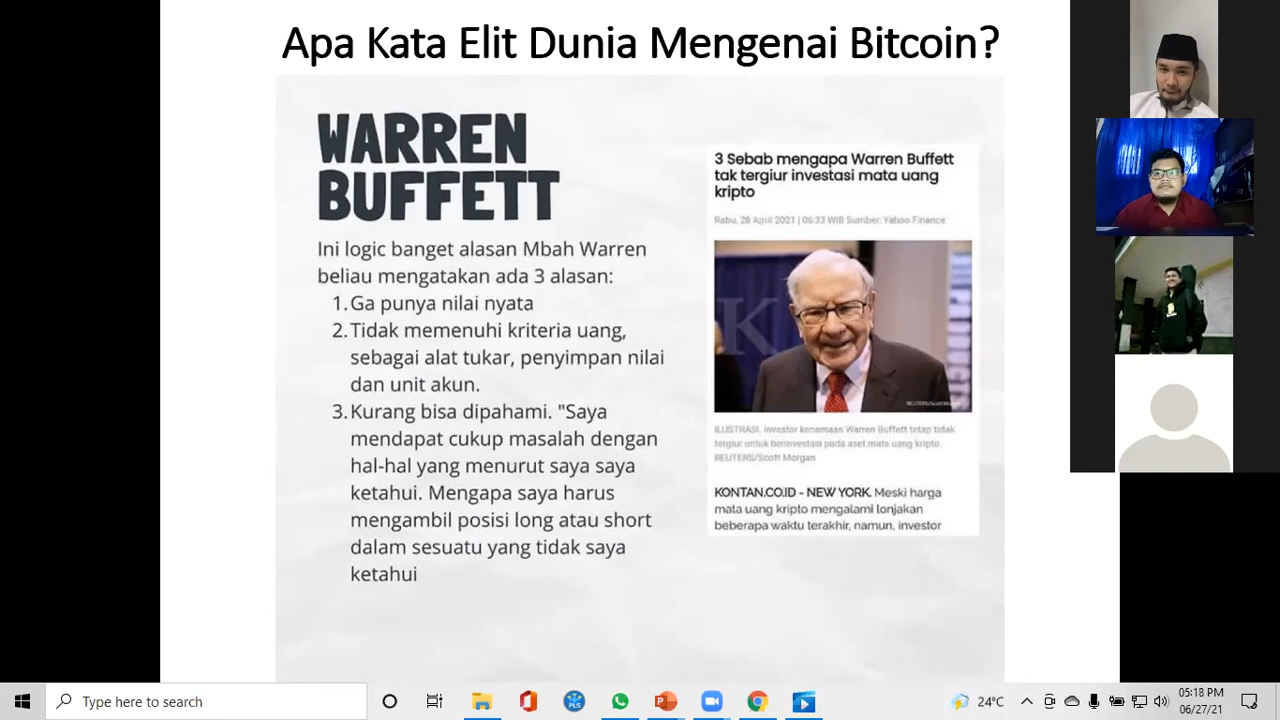 Apa Kata Elit Dunia Mengenai Bitcoin?
WARREN
BUFFETT
Ini logic banget alasan Mbah Warren
beliau mengatakan ada 3 alasan:
1. Ga punya nilai nyata
2. Tidak memenuhi kriteria uang,
sebagai alat tukar, penyimpan nilai
dan unit akun.
3. Kurang bisa dipahami. "Saya
mendapat cukup masalah dengan
hal-hal yang menurut saya saya
ketahui. Mengapa saya harus
mengambil posisi long atau short
dalam sesuatu yang tidak saya
ketahui
3 Sebab mengapa Warren Buffett
tak tergiur investasi mata uang
kripto
Rabu, 28 April 2021 | 06:33 WIB Sumber: Yahoo Finance
K
ILUSTRASI. Investor kenamaan Warren Buffett tetap tidak
tergiur untuk berinvestasi pada aset mata uang kripto.
REUTERS/Scott Morgan
KONTAN.CO.ID - NEW YORK. Meski harga
mata uang kripto mengalami lonjakan
beberapa waktu terakhir, namun, investor
Type here to search
PLS
24°C
05:18 PM
06/27/21